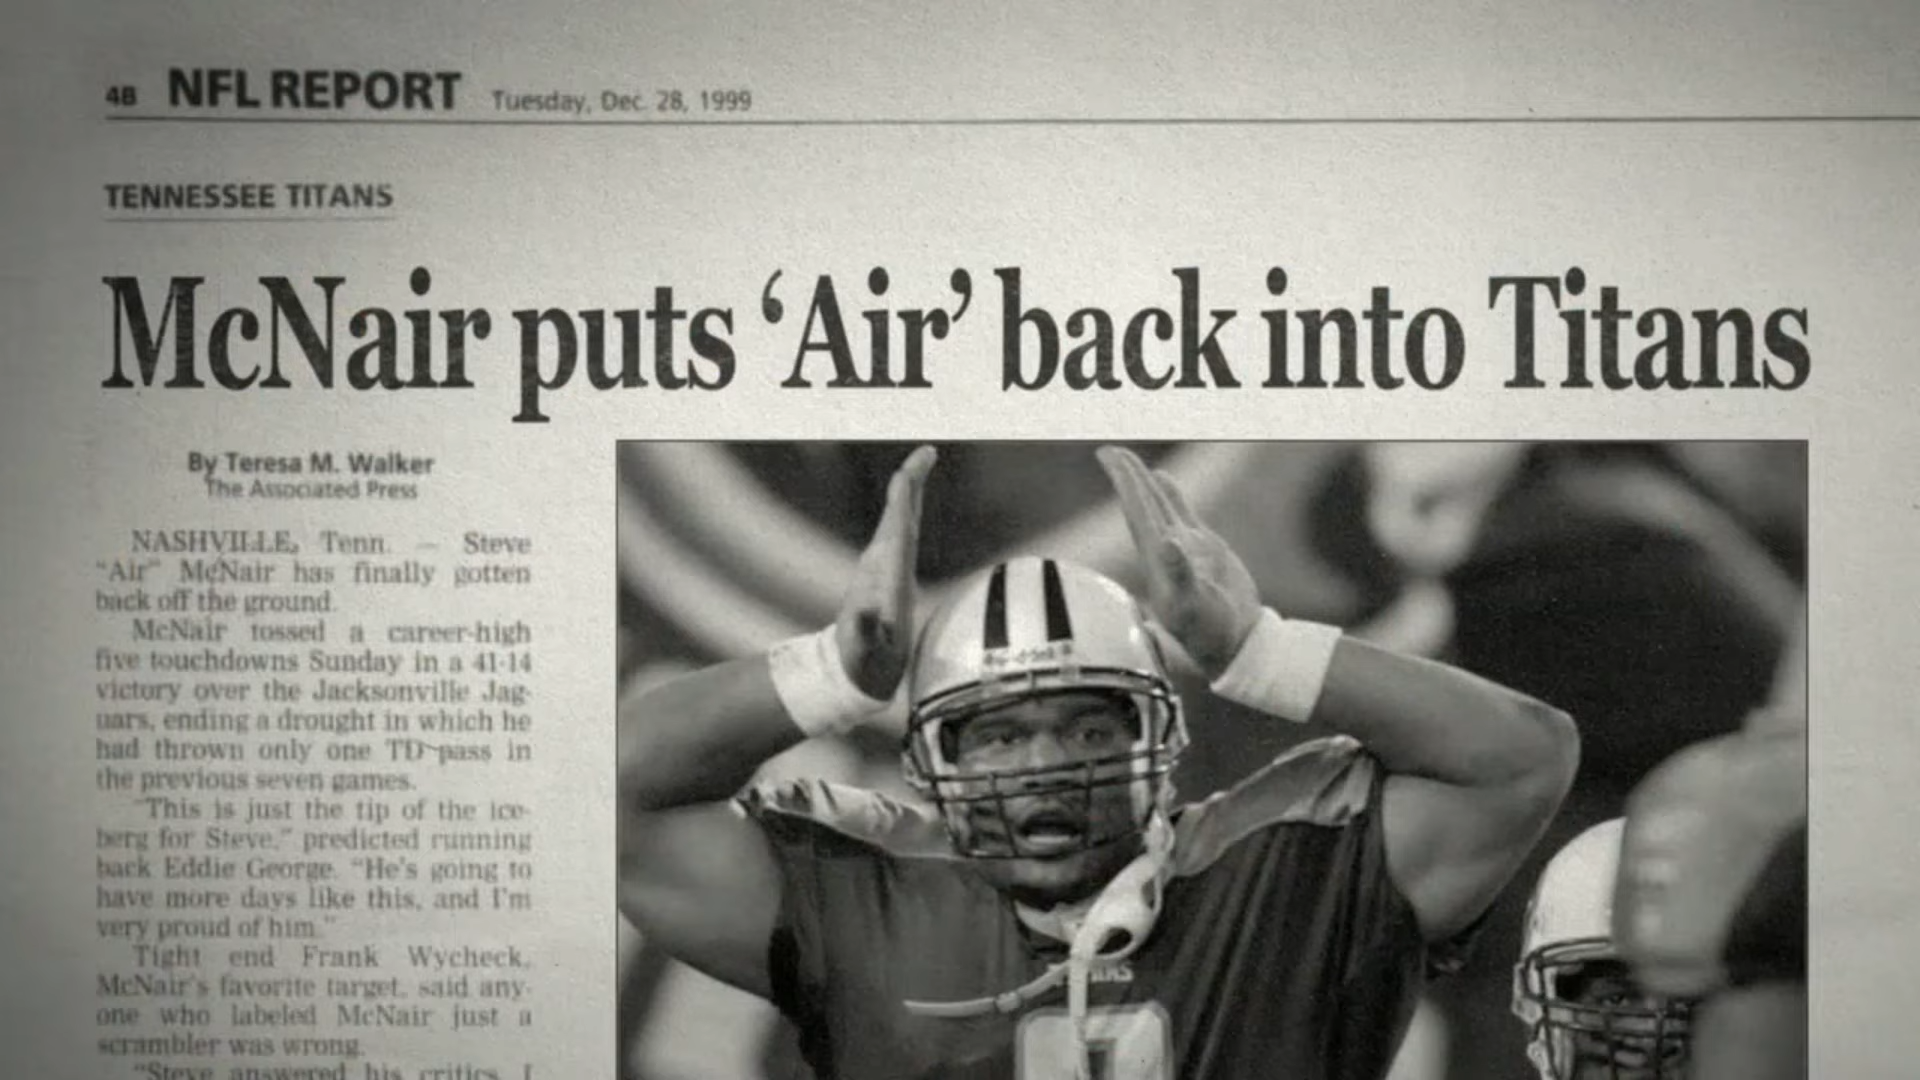 4B NFL REPORT Tuesday, Dec. 28, 1999
TENNESSEE TITANS
McNair puts ‘Air’ back into Titans
By Teresa M. Walker
The Associated Press
NASHVILLE, Tenn. — Steve
“Air” McNair has finally gotten
back off the ground.
McNair tossed a career-high
five touchdowns Sunday in a 41-14
victory over the Jacksonville Jag-
uars, ending a drought in which he
had thrown only one TD pass in
the previous seven games.
“This is just the tip of the ice-
berg for Steve,” predicted running
back Eddie George. “He's going to
have more days like this, and I'm
very proud of him.”
Tight end Frank Wycheck,
McNair's favorite target, said any-
one who labeled McNair just a
scrambler was wrong.
“Steve answered his critics. I